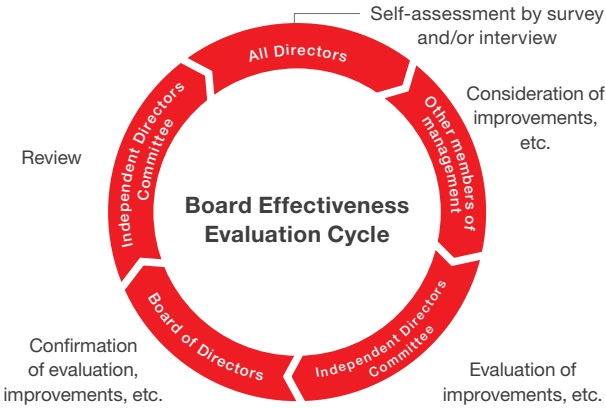 Self-assessment by survey
and/or interview
All Directors
Consideration of
improvements,
etc.
Other members of
management
Independent Directors
Committee
Review
Board Effectiveness
Evaluation Cycle
Independent Directors
Committee
Evaluation of
improvements, etc.
Board of Directors
Confirmation
of evaluation,
improvements, etc.